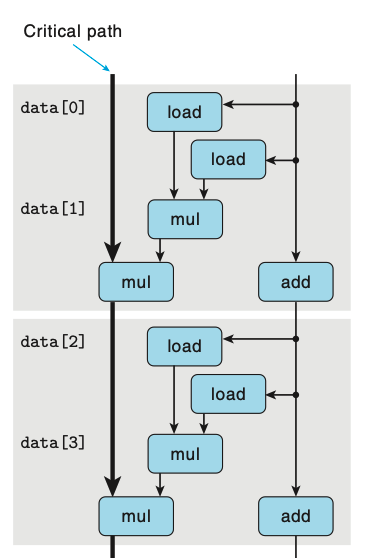 Critical path
data[0]
load
load
data[1]
mul
mul
add
data[2]
load
load
data[3]
mul
mul
add